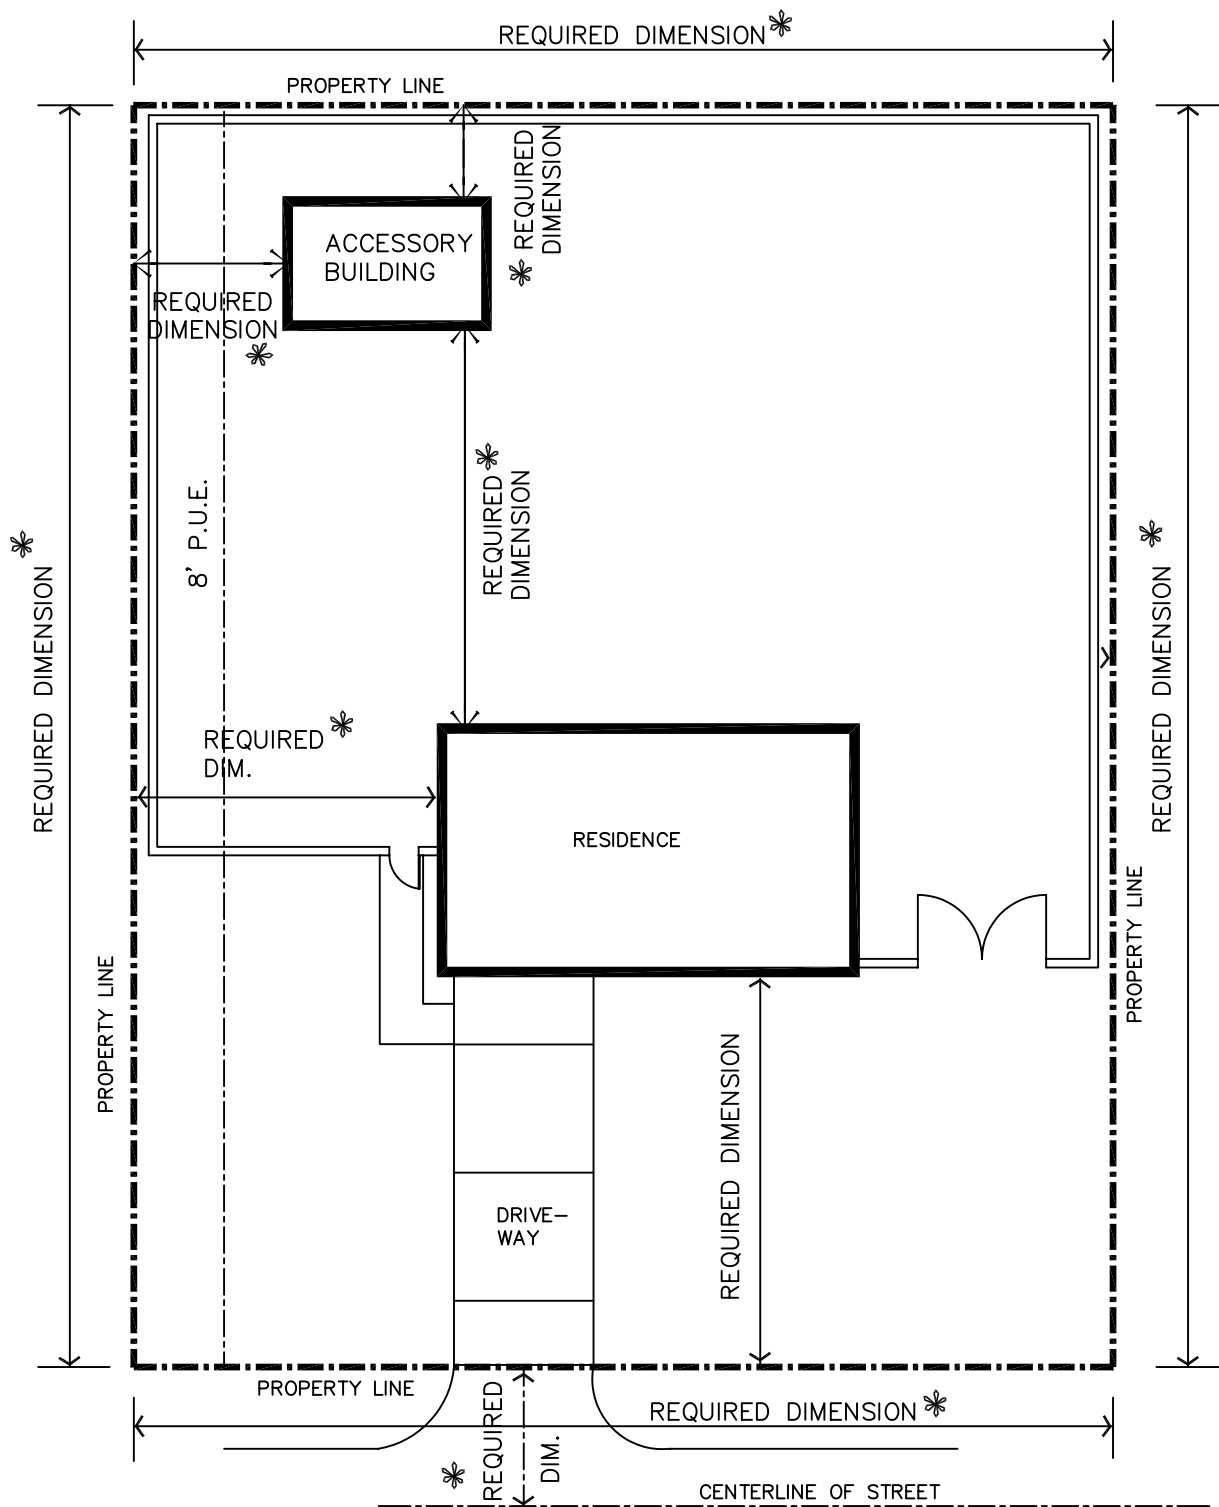 REQUIRED DIMENSION*
PROPERTY LINE
* REQUIRED
DIMENSION
ACCESSORY
BUILDING
REQUIRED
DIMENSION
*
REQUIRED*
DIMENSION
8' P.U.E.
REQUIRED DIMENSION *
REQUIRED DIMENSION *
REQUIRED *
DIM.
RESIDENCE
PROPERTY LINE
PROPERTY LINE
REQUIRED DIMENSION
DRIVE-
WAY
PROPERTY LINE
REQUIRED DIMENSION*
* REQUIRED
DIM.
CENTERLINE OF STREET